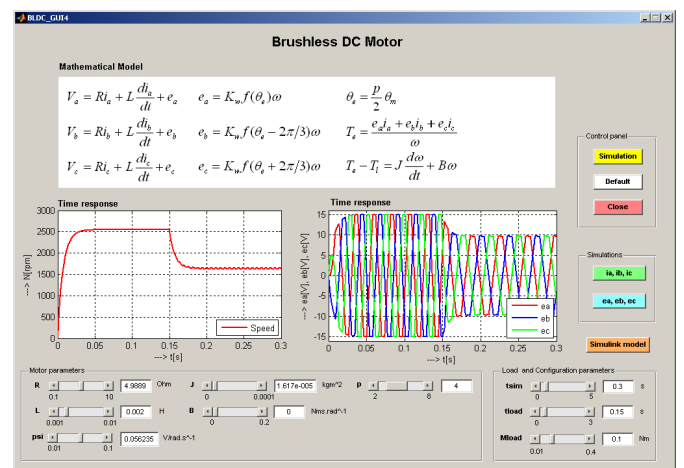 BLDC_GUI4
Brushless DC Motor
Mathematical Model
V_a = Ri_a + L di_a/dt + e_a   e_a = K_w f(θ_e)ω   θ_e = p/2 θ_m
V_b = Ri_b + L di_b/dt + e_b   e_b = K_w f(θ_e − 2π/3)ω   T_e = (e_a i_a + e_b i_b + e_c i_c)/ω
V_c = Ri_c + L di_c/dt + e_c   e_c = K_w f(θ_e + 2π/3)ω   T_e − T_l = J dω/dt + Bω
Control panel
Simulation
Default
Close
Time response
---> N[rpm]
3000
2500
2000
1500
1000
500
0
0 0.05 0.1 0.15 0.2 0.25 0.3
---> t[s]
Speed
Time response
---> ea[V], eb[V], ec[V]
15
10
5
0
-5
-10
-15
0 0.05 0.1 0.15 0.2 0.25 0.3
---> t[s]
ea
eb
ec
Simulations
ia, ib, ic
ea, eb, ec
Simulink model
Motor parameters
R 4.9889 Ohm
0.1 10
L 0.002 H
0.001 0.01
psi 0.056235 V/rad.s^-1
0.01 0.1
J 1.617e-005 kgm^2
0 0.0001
B 0 Nms.rad^-1
0 0.2
p 4
2 8
Load and Configuration parameters
tsim 0.3 s
0 5
tload 0.15 s
0 3
Mload 0.1 Nm
0.01 0.4